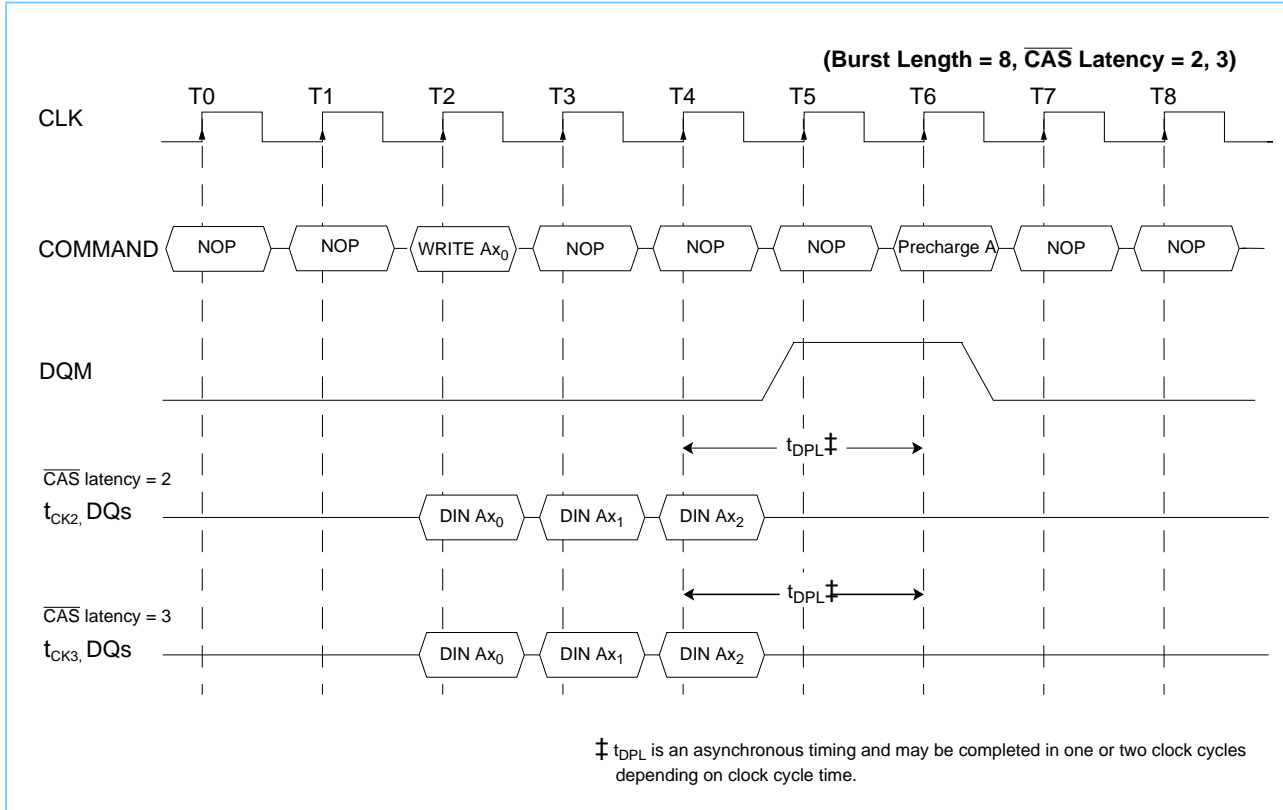 (Burst Length = 8, CAS Latency = 2, 3)
T0 T1 T2 T3 T4 T5 T6 T7 T8
CLK
COMMAND NOP NOP WRITE Ax0 NOP NOP NOP Precharge A NOP NOP
DQM
tDPL‡
CAS latency = 2
tCK2, DQs DIN Ax0 DIN Ax1 DIN Ax2
tDPL‡
CAS latency = 3
tCK3, DQs DIN Ax0 DIN Ax1 DIN Ax2
‡ tDPL is an asynchronous timing and may be completed in one or two clock cycles
depending on clock cycle time.